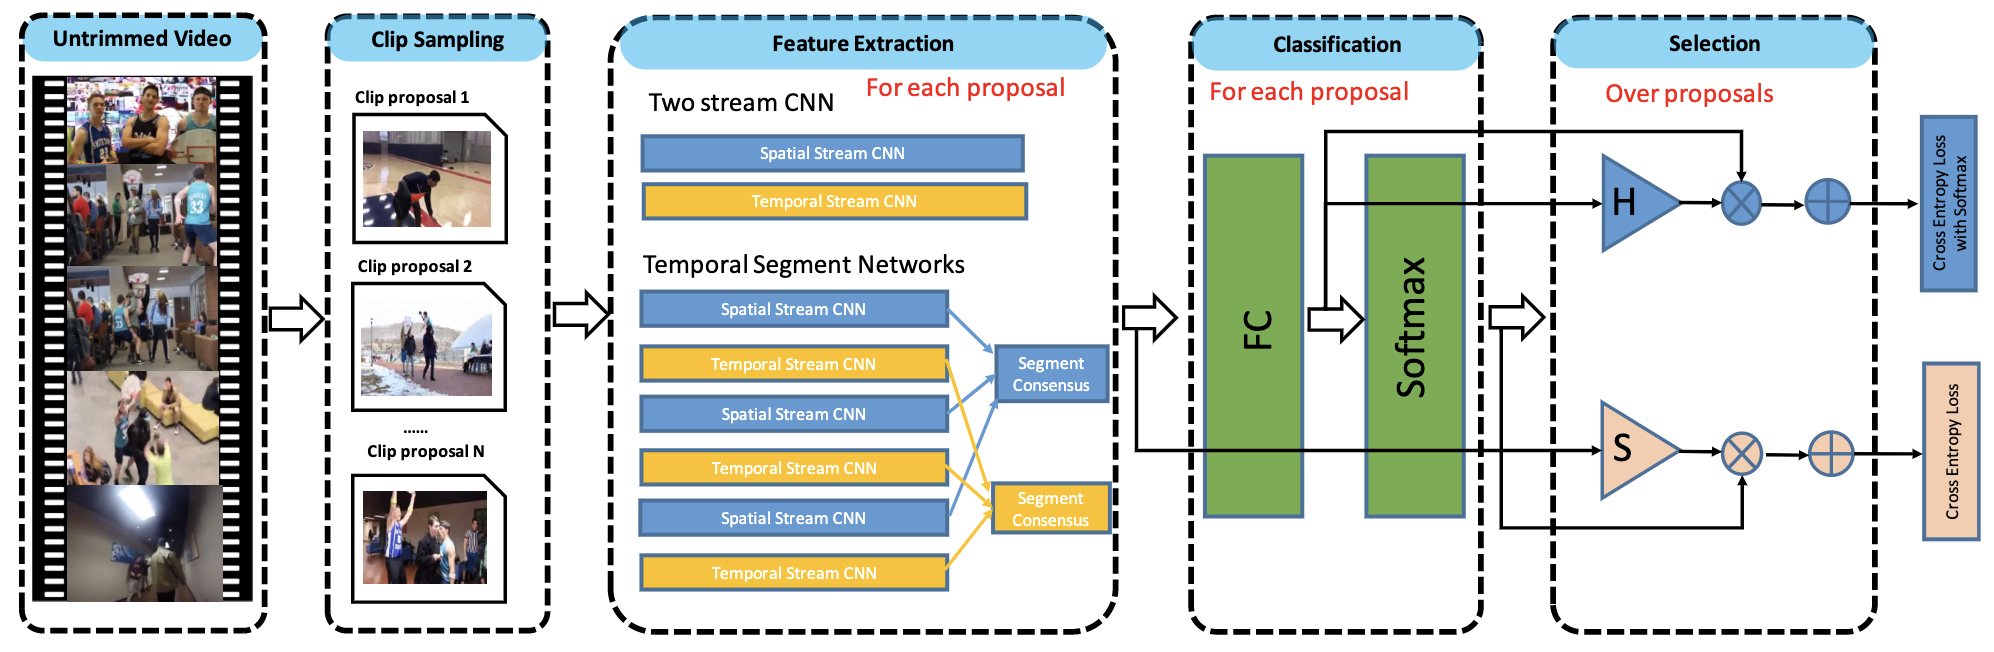 Untrimmed Video
Clip Sampling
Clip proposal 1
Clip proposal 2
......
Clip proposal N
Feature Extraction
For each proposal
Two stream CNN
Spatial Stream CNN
Temporal Stream CNN
Temporal Segment Networks
Spatial Stream CNN
Temporal Stream CNN
Spatial Stream CNN
Temporal Stream CNN
Spatial Stream CNN
Temporal Stream CNN
Segment
Consensus
Segment
Consensus
Classification
For each proposal
FC
Softmax
Selection
Over proposals
H
S
Cross Entropy Loss
with Softmax
Cross Entropy Loss
33